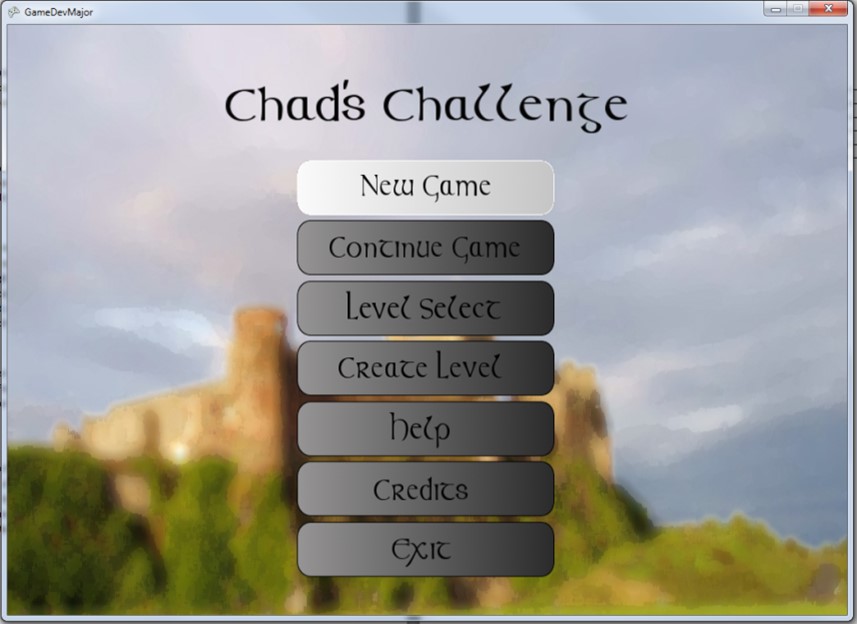 GameDevMajor
Chad's Challenge
New Game
Continue Game
Level Select
Create Level
Help
Credits
Exit